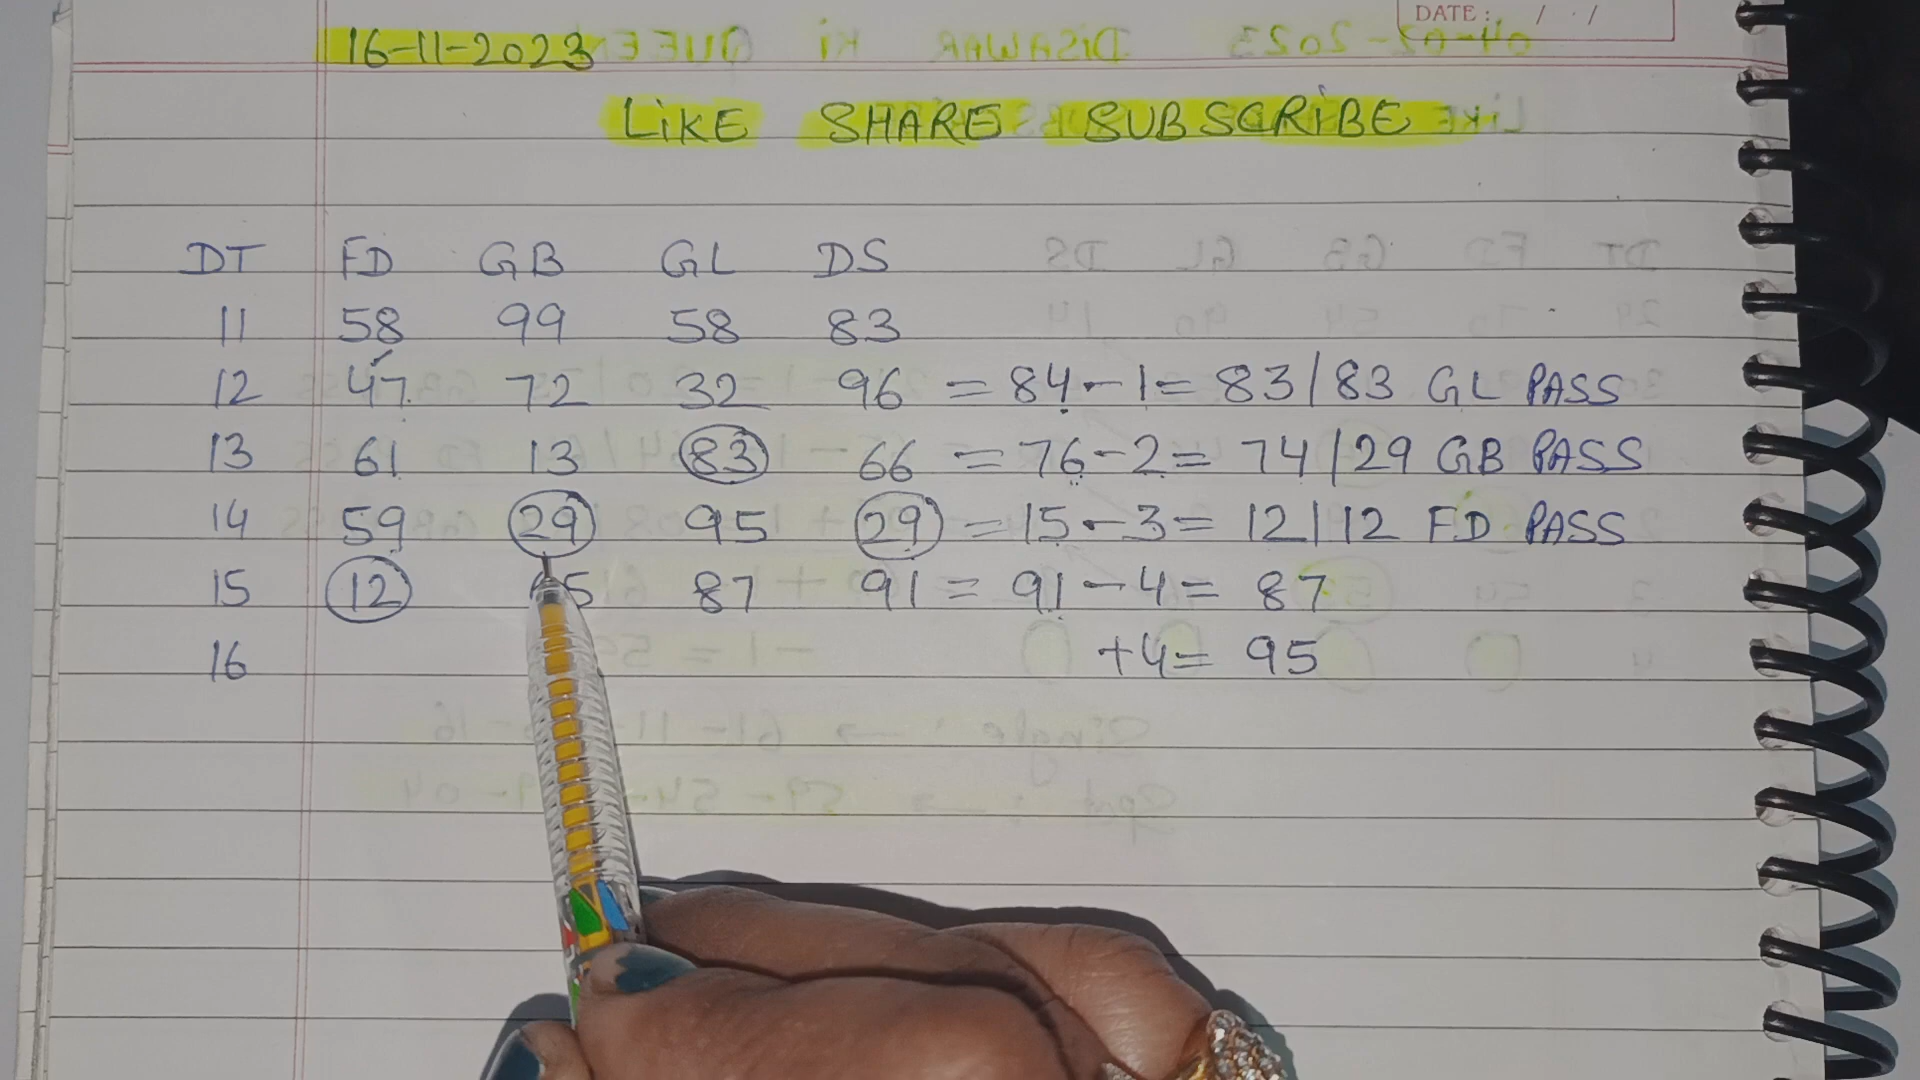 DATE: / /
16-11-2023
LiKE SHARE SUBSCRiBE
DT FD GB GL DS
11 58 99 58 83
12 47 72 32 96 = 84-1= 83/83 GL PASS
13 61 13 83 66 = 76-2= 74/29 GB PASS
14 59 29 95 29 =15-3= 12/12 FD PASS
15 12 87 91 = 91-4= 87
16 +4= 95